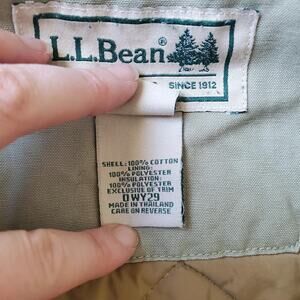 L.L.Bean®
SINCE 1912
SHELL: 100% COTTON
LINING:
100% POLYESTER
INSULATION:
100% POLYESTER
EXCLUSIVE OF TRIM
0WY29
MADE IN THAILAND
CARE ON REVERSE